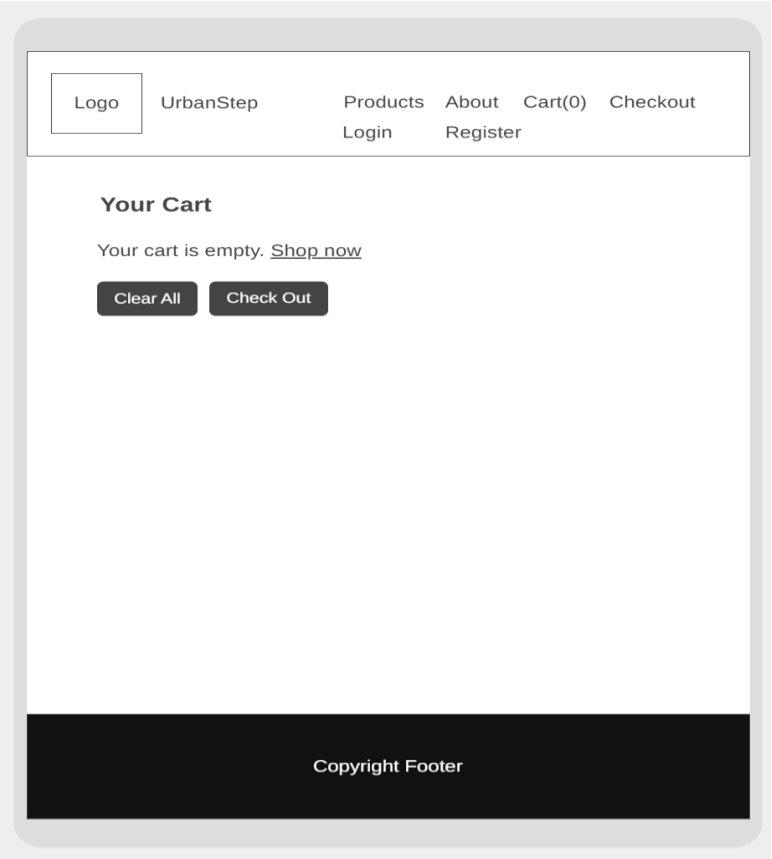 Logo UrbanStep Products About Cart(0) Checkout
Login Register
Your Cart
Your cart is empty. Shop now
Clear All Check Out
Copyright Footer